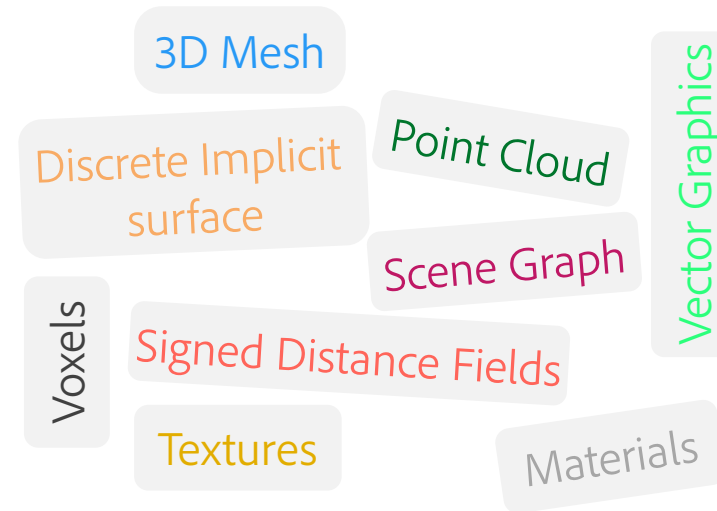 3D Mesh
Discrete Implicit
surface
Point Cloud
Vector Graphics
Scene Graph
Voxels
Signed Distance Fields
Textures
Materials